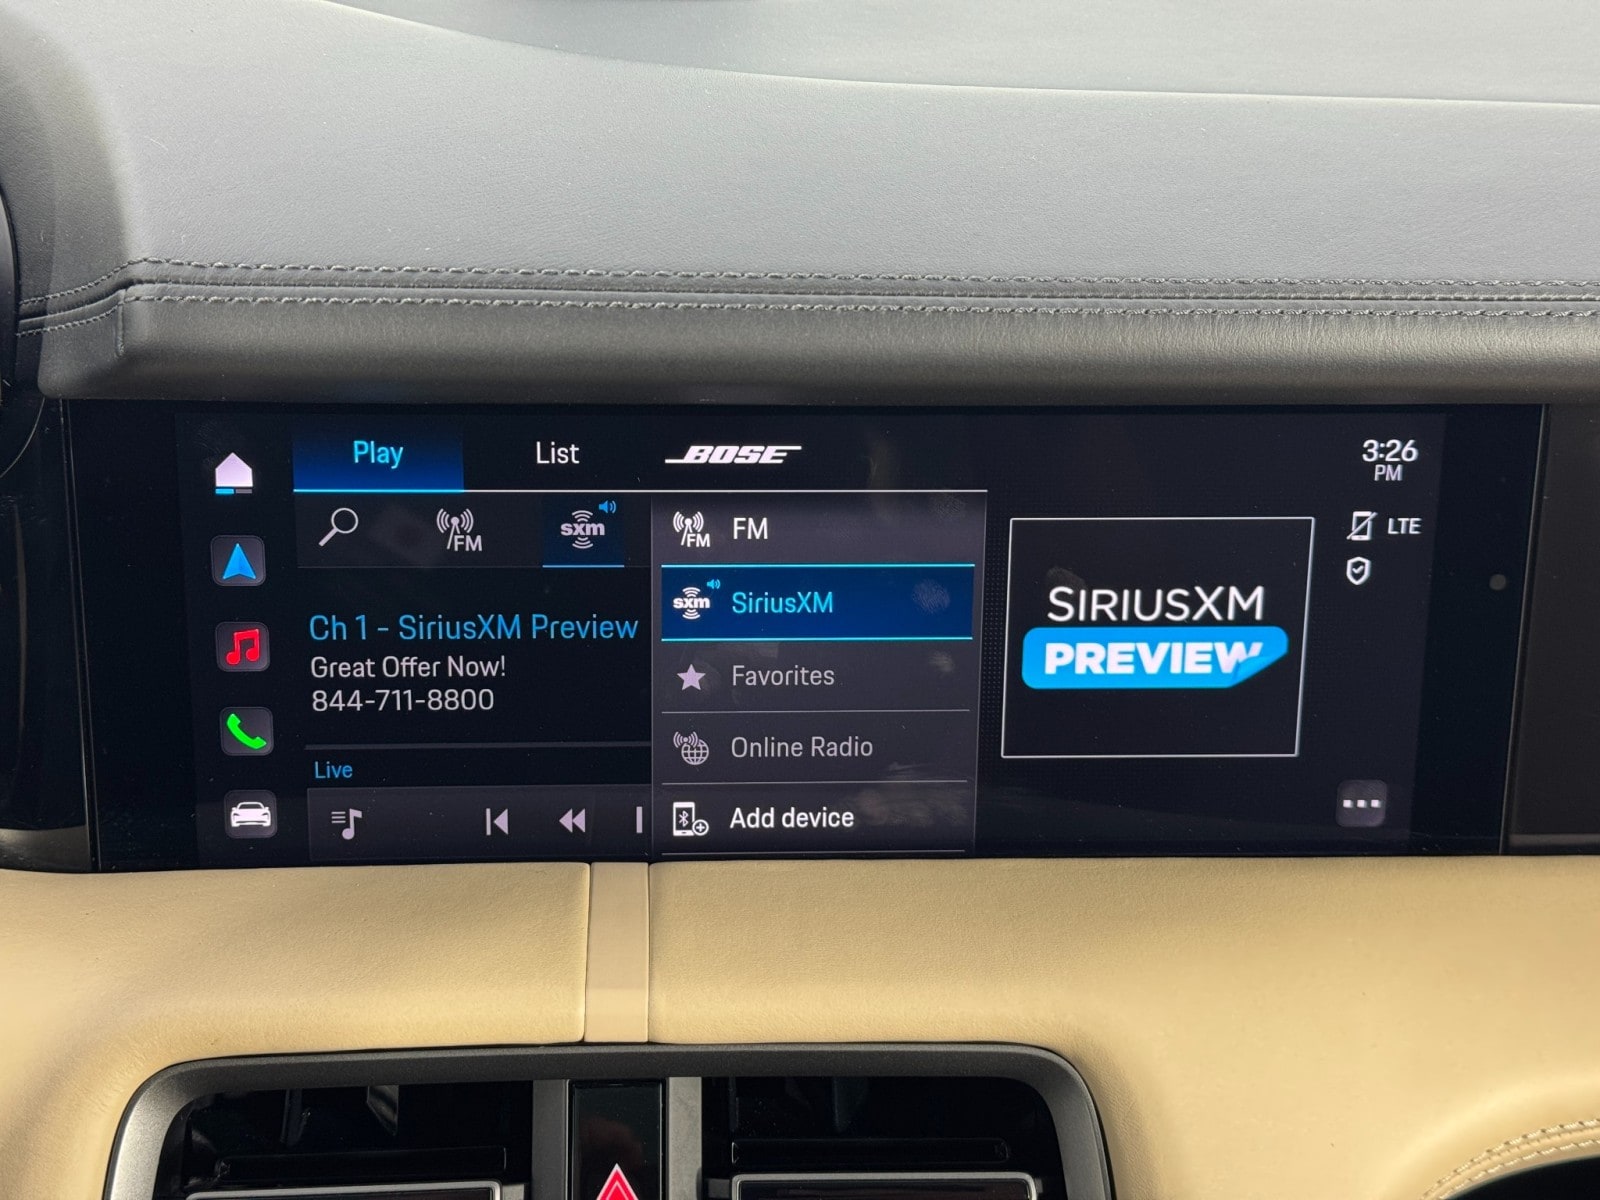 Play
List
BOSE
3:26
PM
FM
sxm
FM
FM
LTE
sxm
SiriusXM
SIRIUSXM
PREVIEW
Ch 1 - SiriusXM Preview
Great Offer Now!
844-711-8800
Favorites
Online Radio
Live
Add device